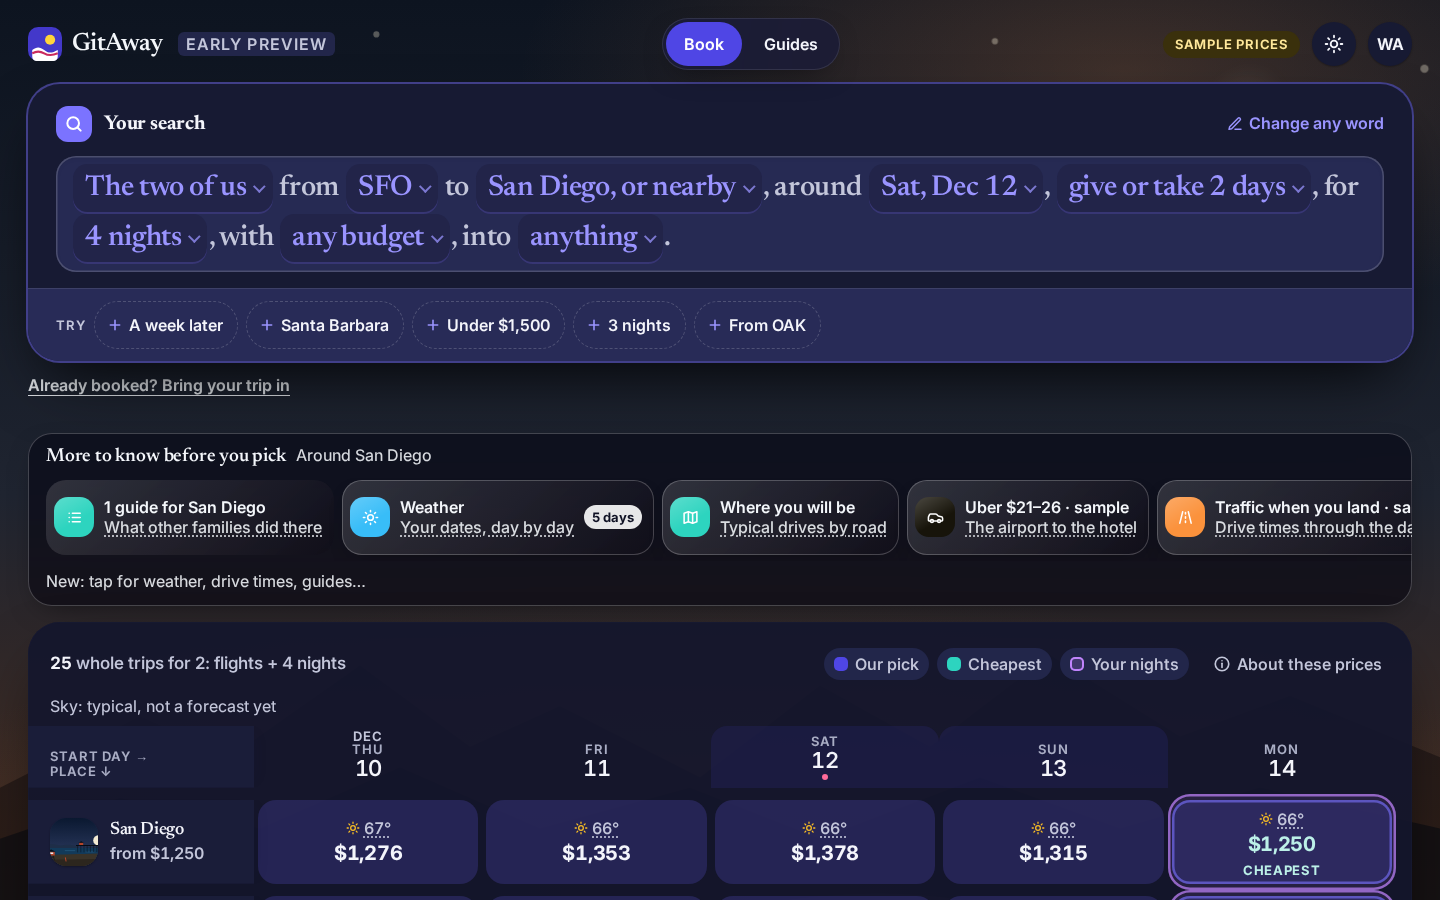 GitAway EARLY PREVIEW
Book Guides
SAMPLE PRICES WA
Your search
Change any word
The two of us from SFO to San Diego, or nearby , around Sat, Dec 12 , give or take 2 days , for
4 nights , with any budget , into anything .
TRY + A week later + Santa Barbara + Under $1,500 + 3 nights + From OAK
Already booked? Bring your trip in
More to know before you pick Around San Diego
1 guide for San Diego
What other families did there
Weather
Your dates, day by day
5 days
Where you will be
Typical drives by road
Uber $21–26 · sample
The airport to the hotel
Traffic when you land · sa
Drive times through the da
New: tap for weather, drive times, guides...
25 whole trips for 2: flights + 4 nights
Our pick Cheapest Your nights About these prices
Sky: typical, not a forecast yet
START DAY →
PLACE ↓
DEC
THU
10
FRI
11
SAT
12
SUN
13
MON
14
San Diego
from $1,250
67°
$1,276
66°
$1,353
66°
$1,378
66°
$1,315
66°
$1,250
CHEAPEST